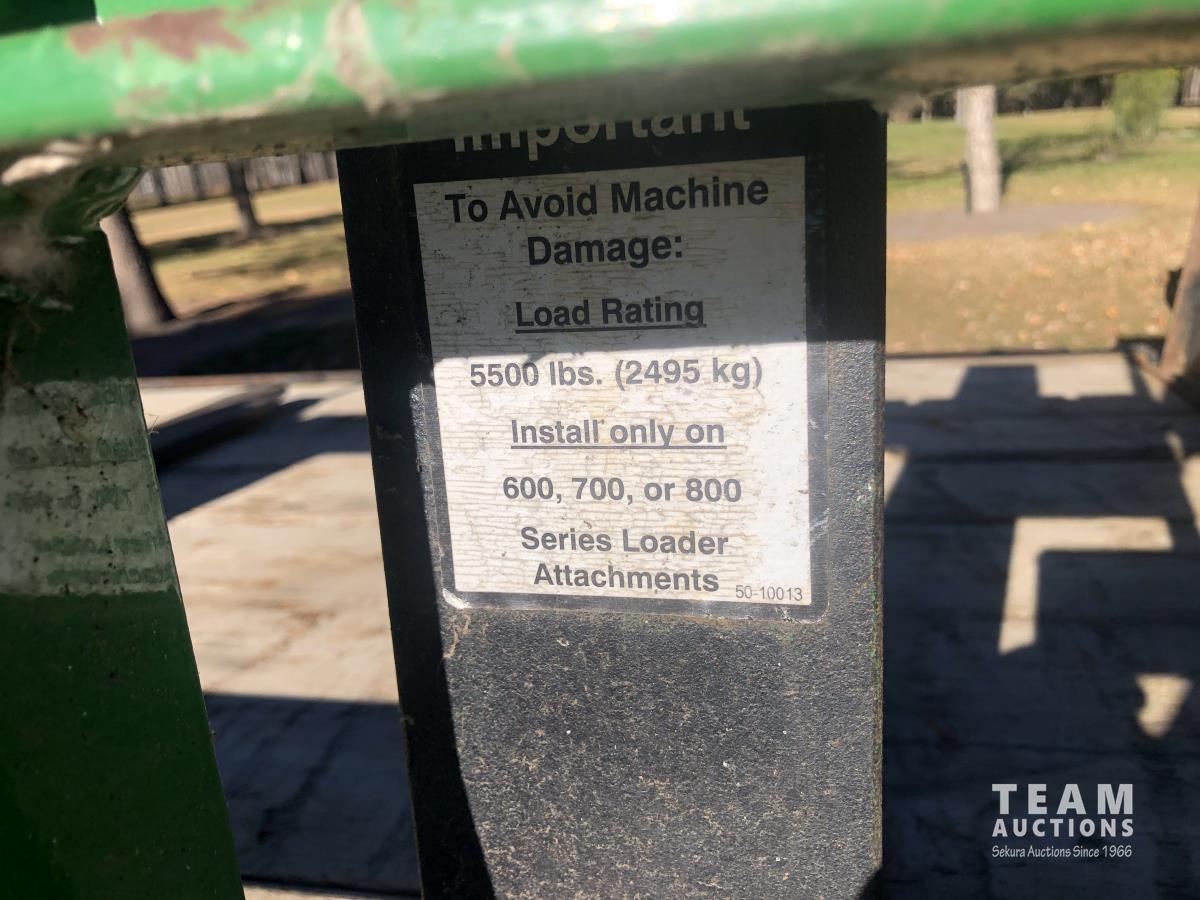 Important
To Avoid Machine
Damage:
Load Rating
5500 lbs. (2495 kg)
Install only on
600, 700, or 800
Series Loader
Attachments
50-10013
TEAM
AUCTIONS
Sekura Auctions Since 1966